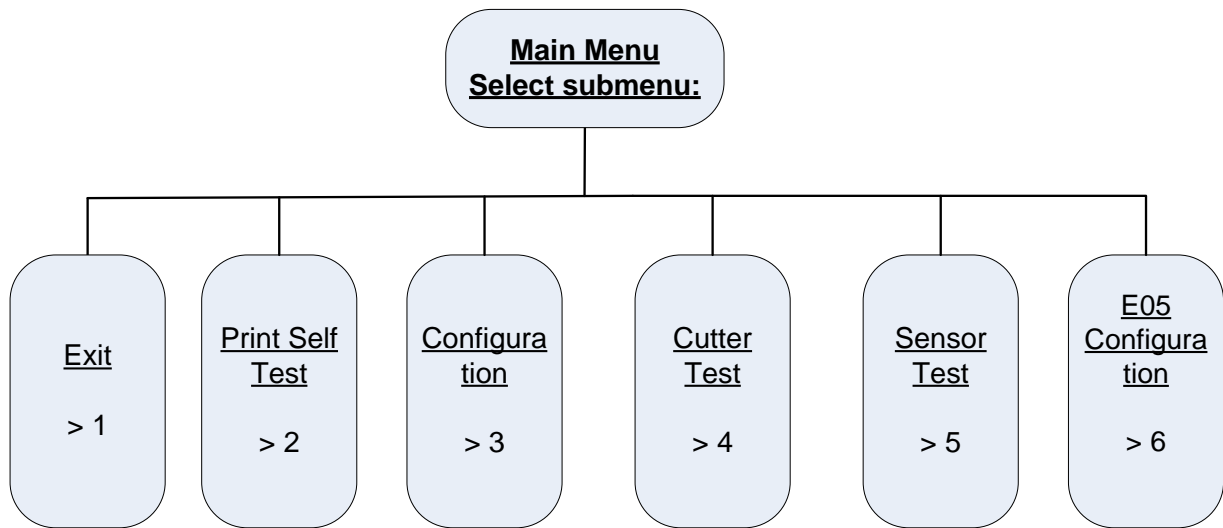 Main Menu
Select submenu:
Exit
> 1
Print Self
Test
> 2
Configura
tion
> 3
Cutter
Test
> 4
Sensor
Test
> 5
E05
Configura
tion
> 6